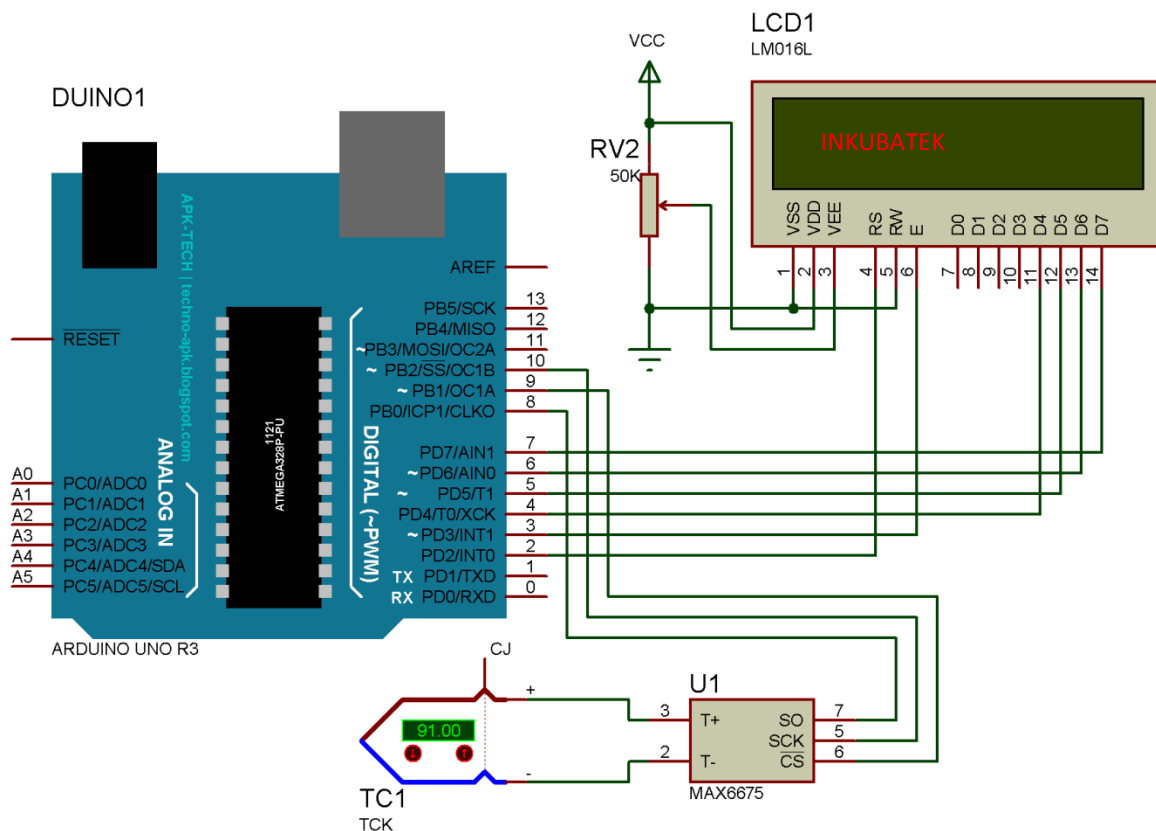 LCD1
LM016L
VCC
DUINO1
INKUBATEK
RV2
50K
VSS
VDD
VEE
RS
RW
E
D0
D1
D2
D3
D4
D5
D6
D7
1
2
3
4
5
6
7
8
9
10
11
12
13
14
APK-TECH | techno-apk.blogspot.com
AREF
PB5/SCK 13
PB4/MISO 12
~PB3/MOSI/OC2A 11
~ PB2/SS/OC1B 10
~ PB1/OC1A 9
PB0/ICP1/CLKO 8
PD7/AIN1 7
~PD6/AIN0 6
~ PD5/T1 5
PD4/T0/XCK 4
~PD3/INT1 3
PD2/INT0 2
TX PD1/TXD 1
RX PD0/RXD 0
RESET
1121
ATMEGA328P-PU
DIGITAL (~PWM)
ANALOG IN
A0 PC0/ADC0
A1 PC1/ADC1
A2 PC2/ADC2
A3 PC3/ADC3
A4 PC4/ADC4/SDA
A5 PC5/ADC5/SCL
ARDUINO UNO R3
CJ
+
-
91.00
TC1
TCK
U1
3 T+
2 T-
SO 7
SCK 5
CS 6
MAX6675